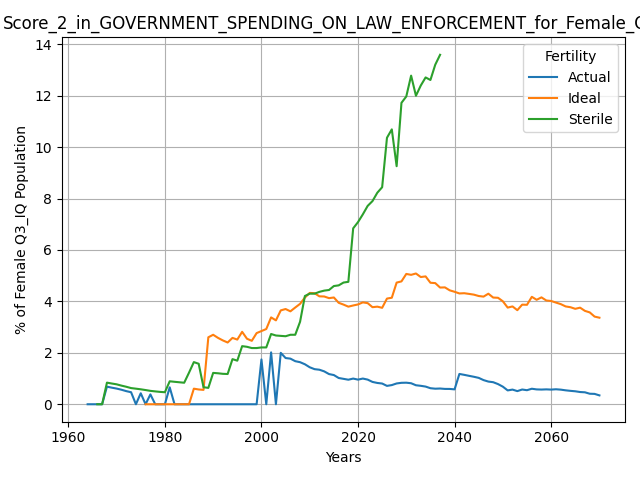 Score_2_in_GOVERNMENT_SPENDING_ON_LAW_ENFORCEMENT_for_Female_
Fertility
Actual
Ideal
Sterile
% of Female Q3_IQ Population
14
12
10
8
6
4
2
0
1960
1980
2000
2020
2040
2060
Years